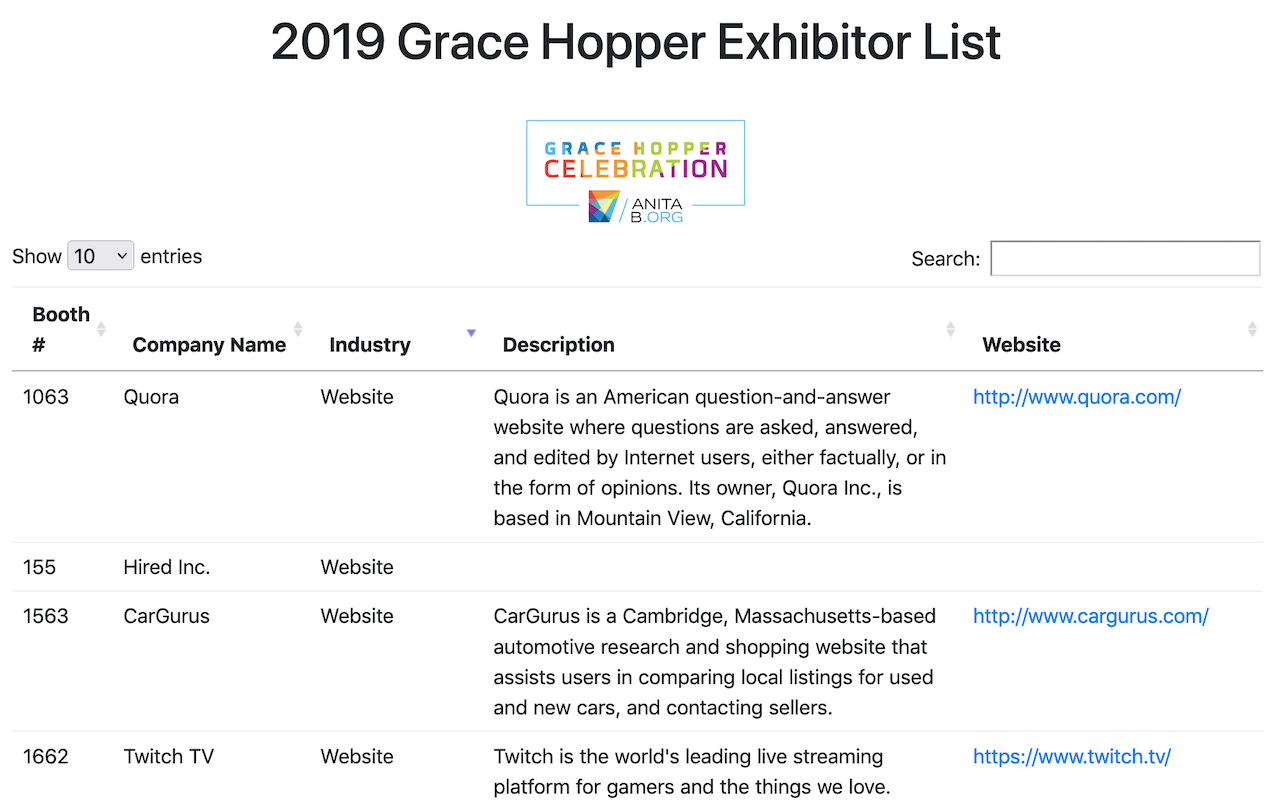 2019 Grace Hopper Exhibitor List
GRACE HOPPER
CELEBRATION
ANITA
B.ORG
Show 10 entries
Search:
Booth
# Company Name Industry Description Website
1063 Quora Website Quora is an American question-and-answer http://www.quora.com/
website where questions are asked, answered,
and edited by Internet users, either factually, or in
the form of opinions. Its owner, Quora Inc., is
based in Mountain View, California.
155 Hired Inc. Website
1563 CarGurus Website CarGurus is a Cambridge, Massachusetts-based http://www.cargurus.com/
automotive research and shopping website that
assists users in comparing local listings for used
and new cars, and contacting sellers.
1662 Twitch TV Website Twitch is the world's leading live streaming https://www.twitch.tv/
platform for gamers and the things we love.